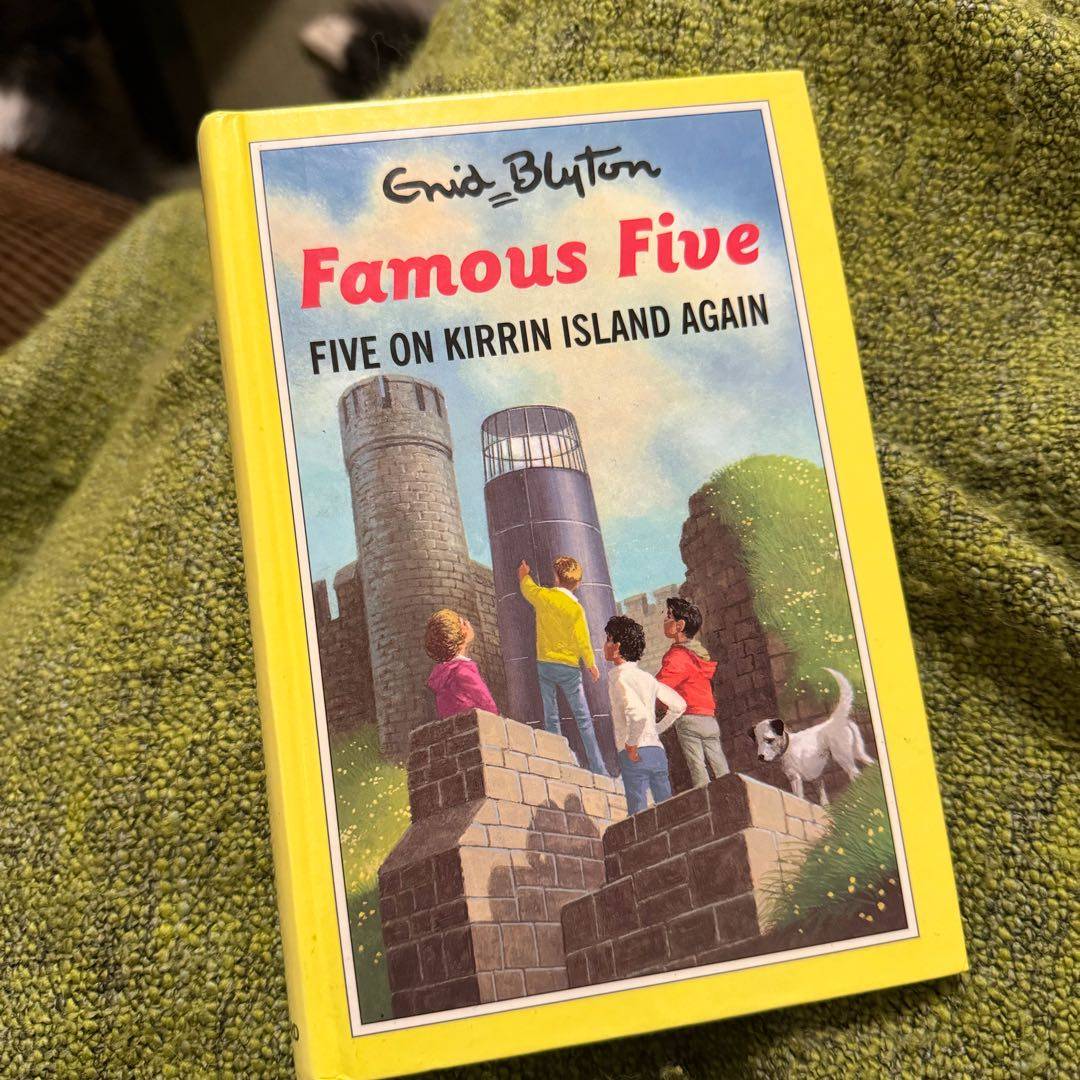 Enid Blyton
Famous Five
FIVE ON KIRRIN ISLAND AGAIN